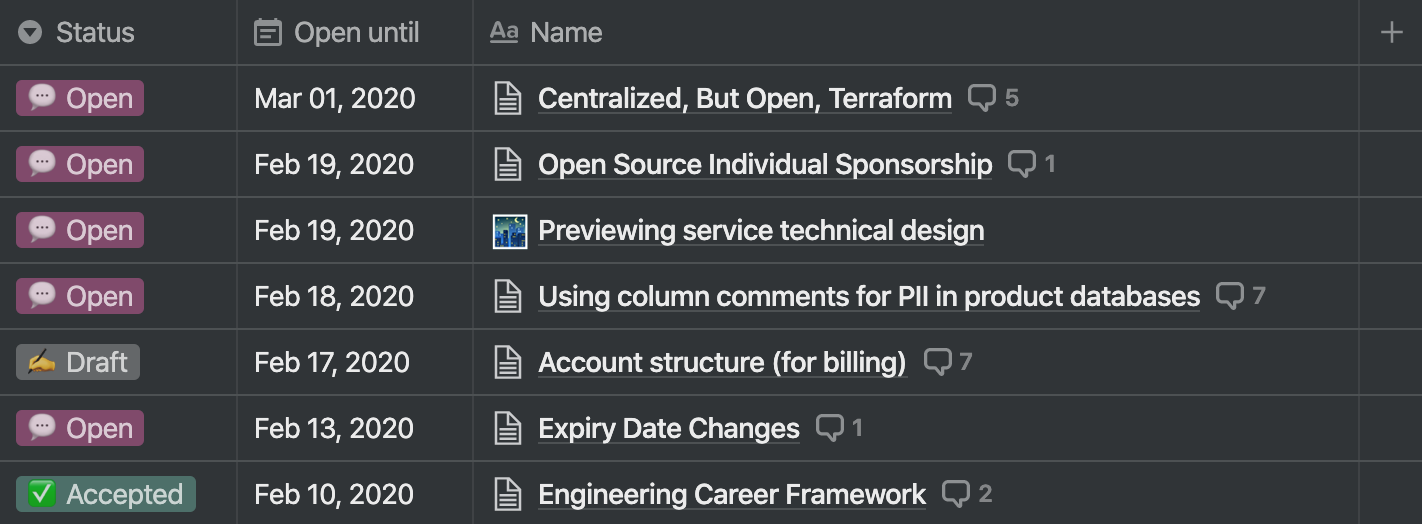 Status Open until Aa Name
Open Mar 01, 2020 Centralized, But Open, Terraform 5
Open Feb 19, 2020 Open Source Individual Sponsorship 1
Open Feb 19, 2020 Previewing service technical design
Open Feb 18, 2020 Using column comments for PII in product databases 7
Draft Feb 17, 2020 Account structure (for billing) 7
Open Feb 13, 2020 Expiry Date Changes 1
Accepted Feb 10, 2020 Engineering Career Framework 2